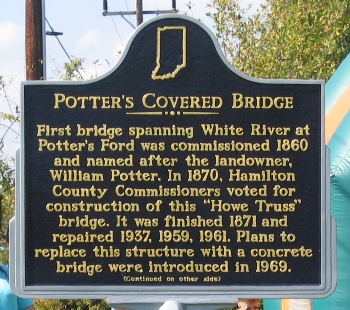 POTTER'S COVERED BRIDGE
First bridge spanning White River at
Potter's Ford was commissioned 1860
and named after the landowner,
William Potter. In 1870, Hamilton
County Commissioners voted for
construction of this "Howe Truss"
bridge. It was finished 1871 and
repaired 1937, 1959, 1961. Plans to
replace this structure with a concrete
bridge were introduced in 1969.
(Continued on other side)